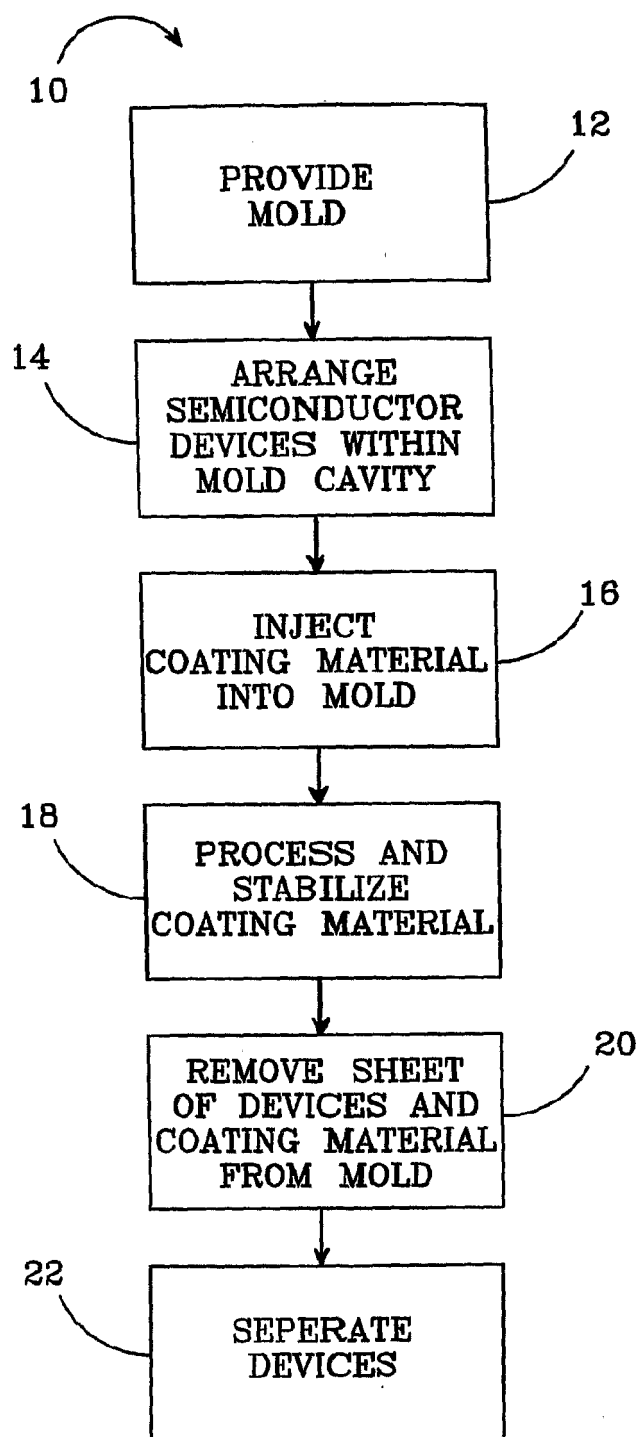 10
12
PROVIDE
MOLD
14
ARRANGE
SEMICONDUCTOR
DEVICES WITHIN
MOLD CAVITY
16
INJECT
COATING MATERIAL
INTO MOLD
18
PROCESS AND
STABILIZE
COATING MATERIAL
20
REMOVE SHEET
OF DEVICES AND
COATING MATERIAL
FROM MOLD
22
SEPERATE
DEVICES